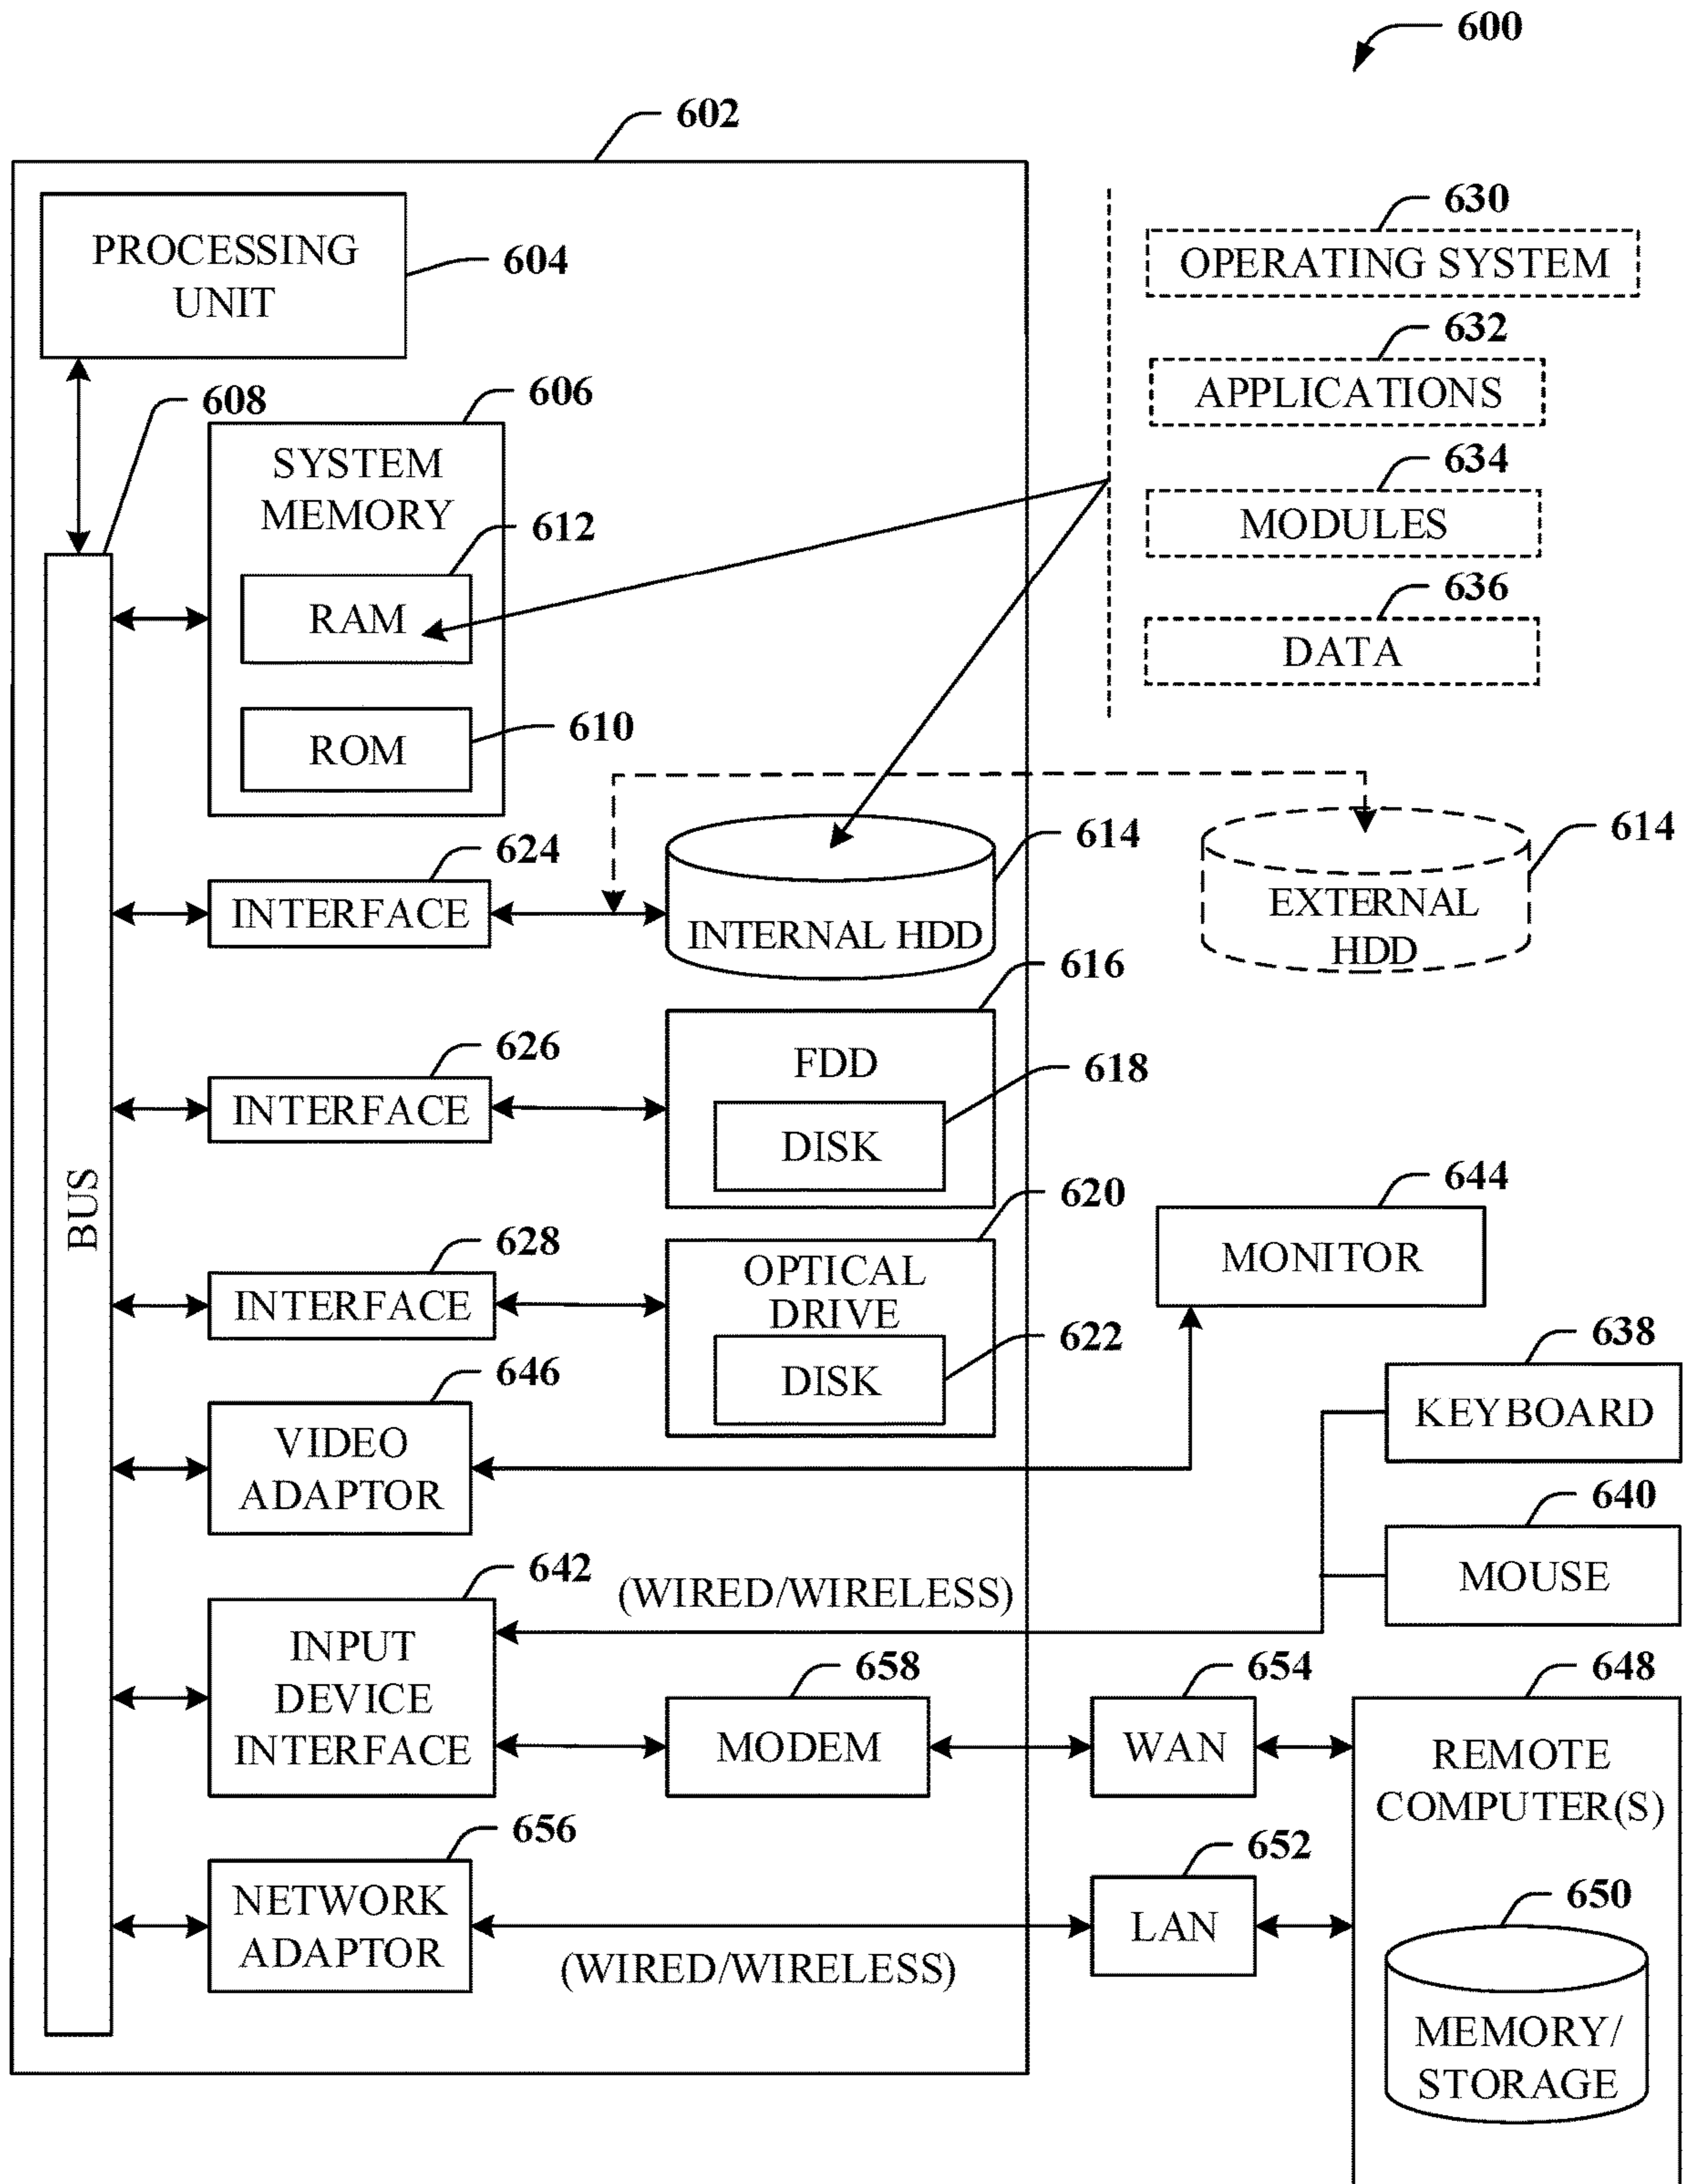 600
602
PROCESSING
UNIT
604
630
OPERATING SYSTEM
632
APPLICATIONS
634
MODULES
636
DATA
608
606
SYSTEM
MEMORY
612
RAM
610
ROM
624
INTERFACE
614
INTERNAL HDD
614
EXTERNAL
HDD
616
FDD
626
INTERFACE
618
DISK
BUS
620
OPTICAL
DRIVE
628
INTERFACE
622
DISK
644
MONITOR
638
KEYBOARD
646
VIDEO
ADAPTOR
640
MOUSE
642
(WIRED/WIRELESS)
INPUT
DEVICE
INTERFACE
658
MODEM
654
WAN
648
REMOTE
COMPUTER(S)
656
NETWORK
ADAPTOR
(WIRED/WIRELESS)
652
LAN
650
MEMORY/
STORAGE